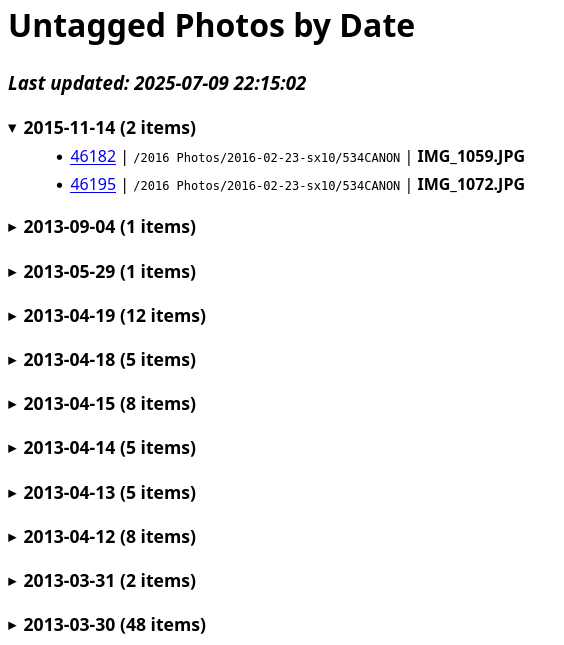 Untagged Photos by Date
Last updated: 2025-07-09 22:15:02
▾ 2015-11-14 (2 items)
• 46182 | /2016 Photos/2016-02-23-sx10/534CANON | IMG_1059.JPG
• 46195 | /2016 Photos/2016-02-23-sx10/534CANON | IMG_1072.JPG
▸ 2013-09-04 (1 items)
▸ 2013-05-29 (1 items)
▸ 2013-04-19 (12 items)
▸ 2013-04-18 (5 items)
▸ 2013-04-15 (8 items)
▸ 2013-04-14 (5 items)
▸ 2013-04-13 (5 items)
▸ 2013-04-12 (8 items)
▸ 2013-03-31 (2 items)
▸ 2013-03-30 (48 items)